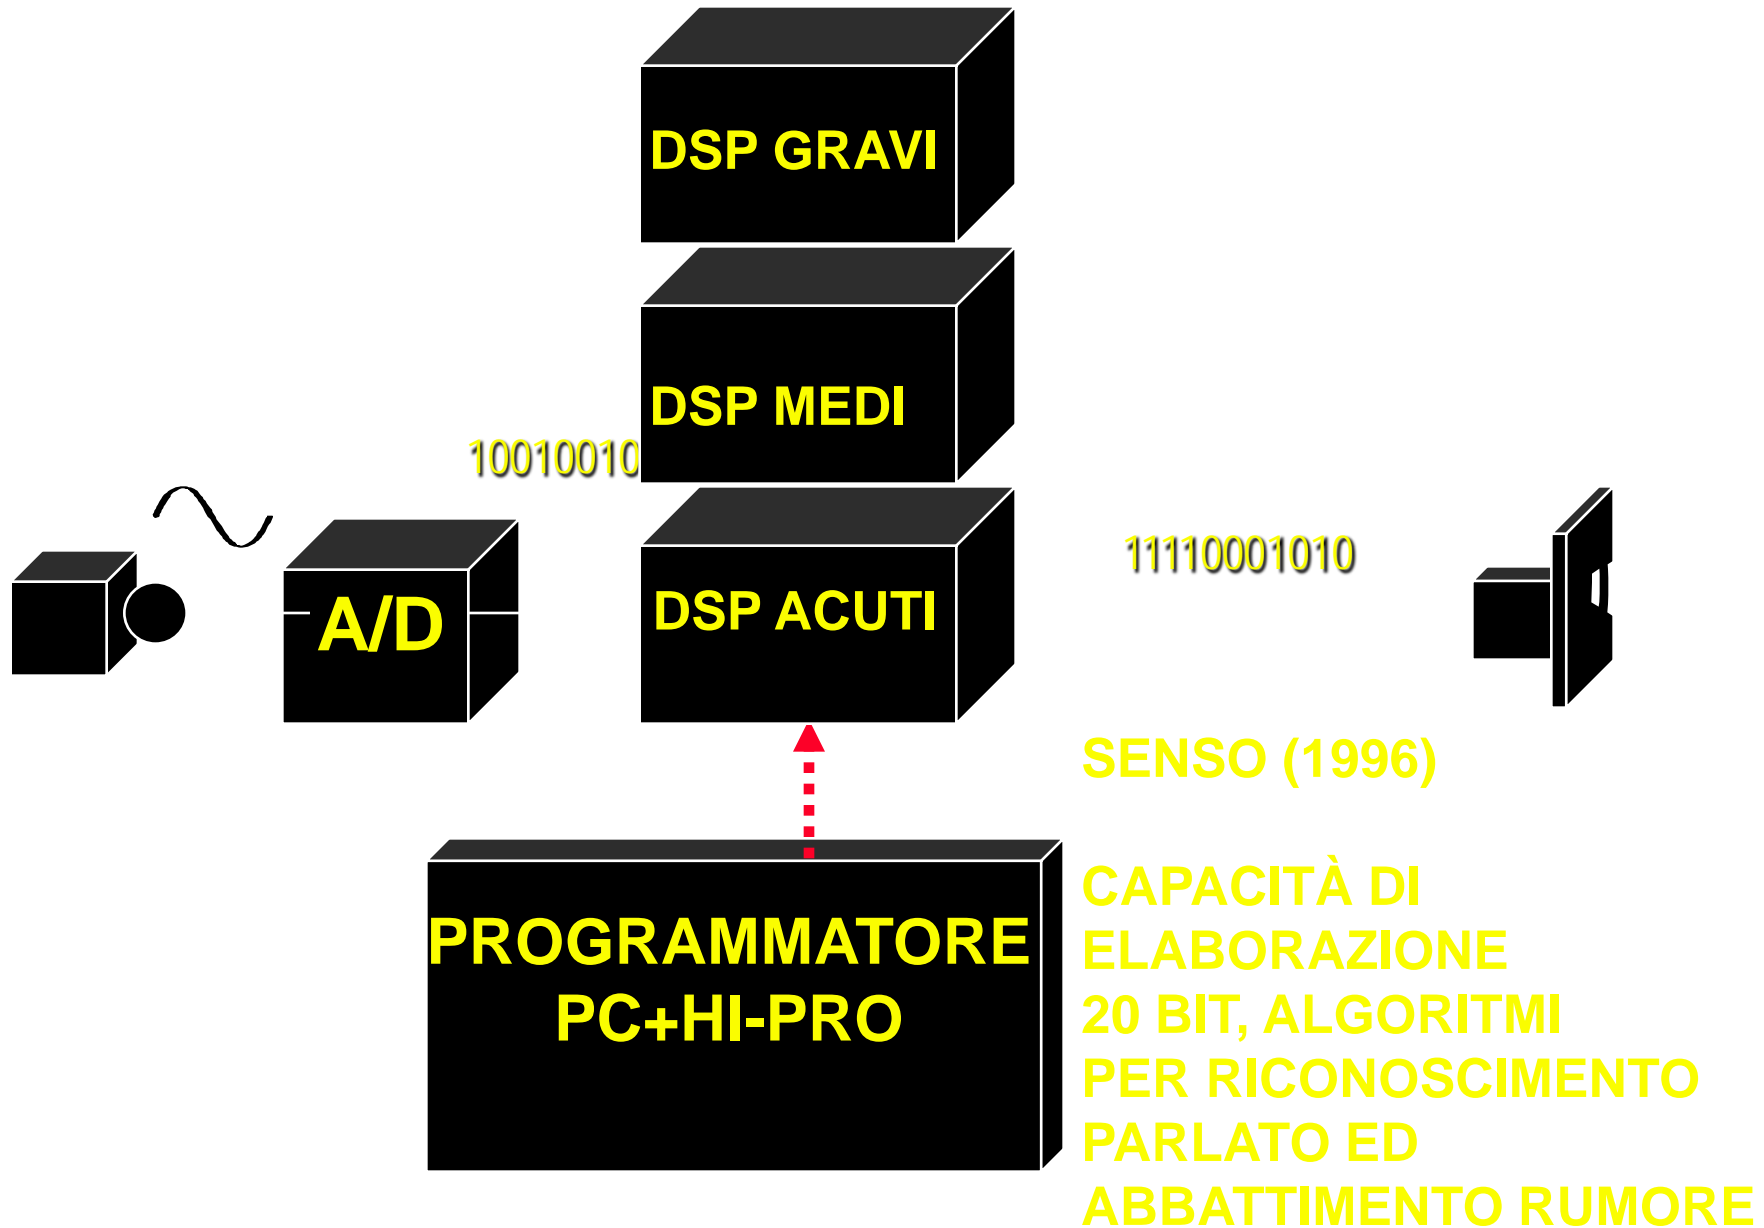 DSP GRAVI
DSP MEDI
10010010
A/D
DSP ACUTI
11110001010
SENSO (1996)
PROGRAMMATORE
PC+HI-PRO
CAPACITÀ DI
ELABORAZIONE
20 BIT, ALGORITMI
PER RICONOSCIMENTO
PARLATO ED
ABBATTIMENTO RUMORE